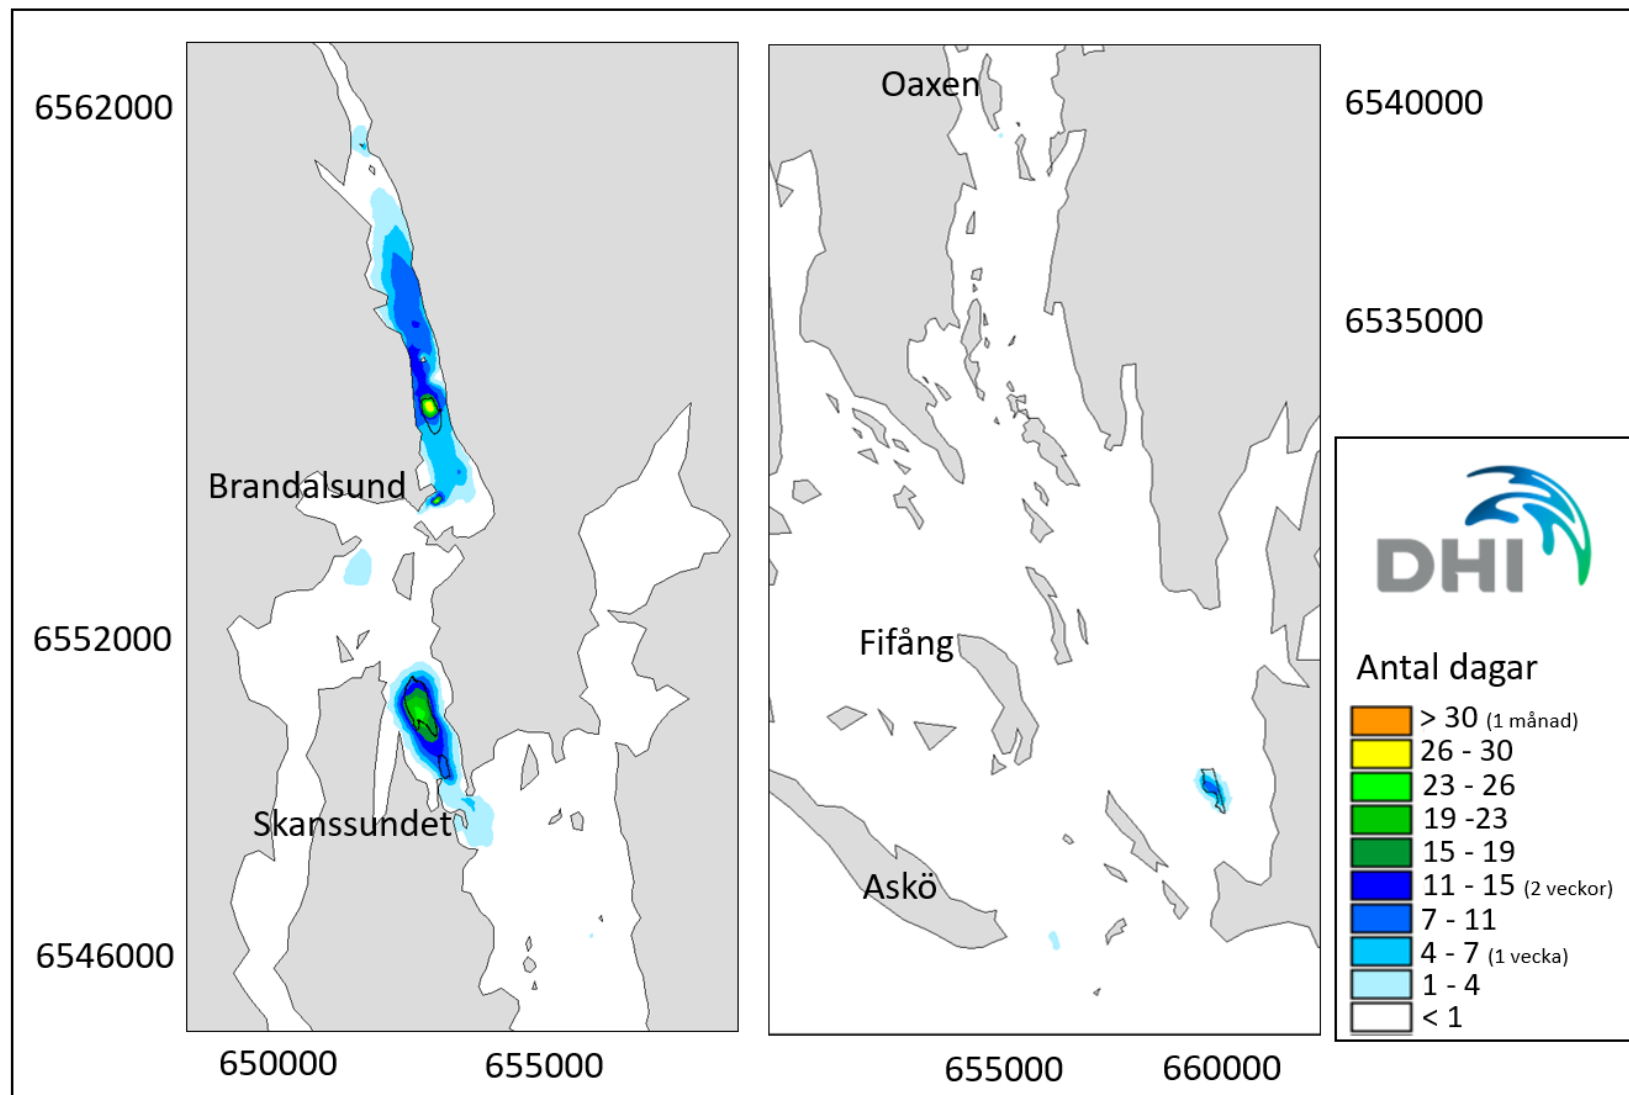 Oaxen
6562000
6540000
6535000
Brandalsund
6552000
Fifång
Skanssundet
Askö
6546000
650000
655000
655000
660000
DHI
Antal dagar
> 30 (1 månad)
26 - 30
23 - 26
19 -23
15 - 19
11 - 15 (2 veckor)
7 - 11
4 - 7 (1 vecka)
1 - 4
< 1